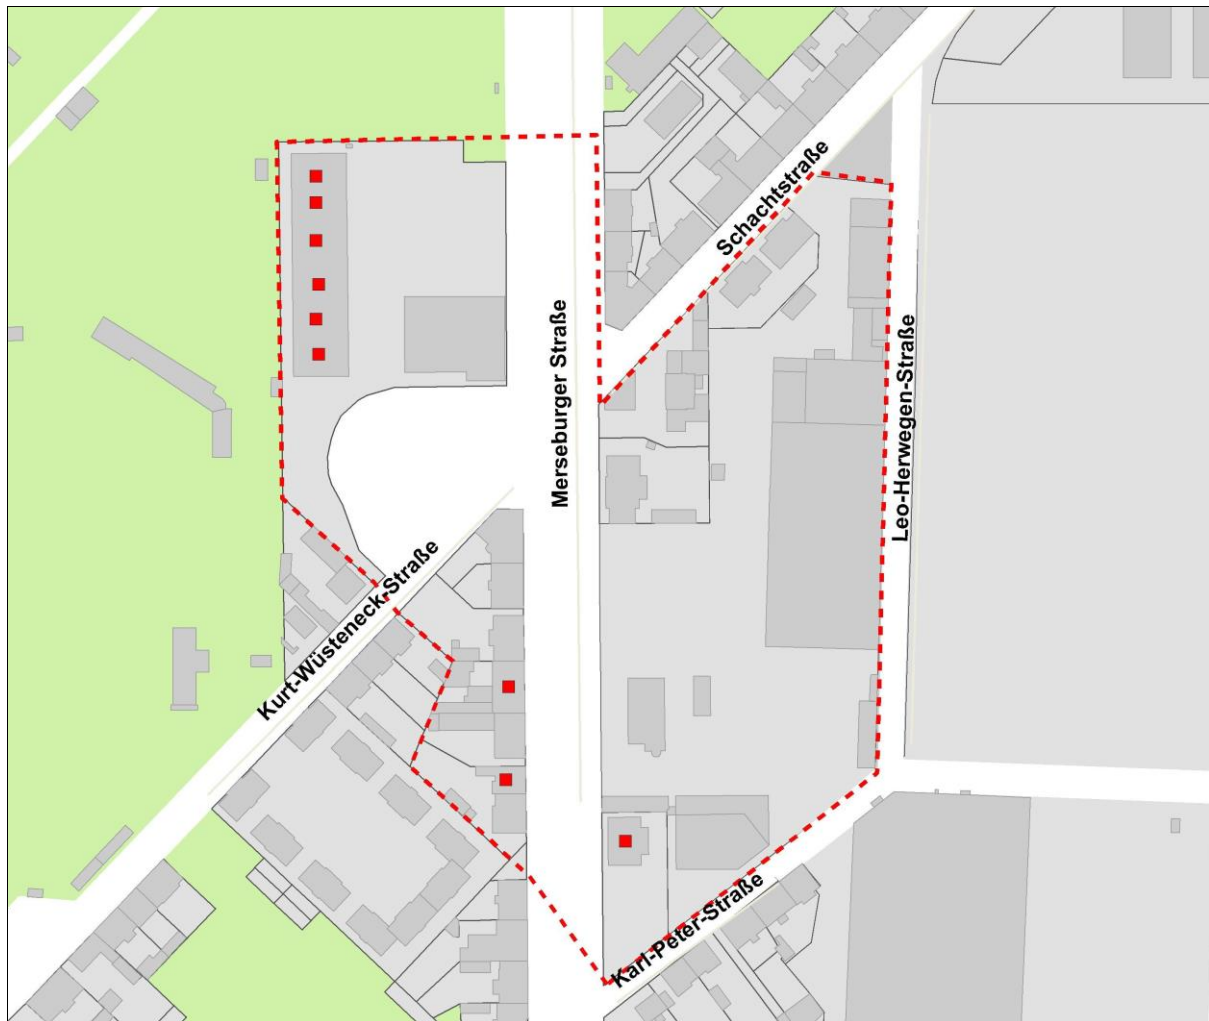 Schachtstraße
Merseburger Straße
Leo-Herwegen-Straße
Kurt-Wüsteneck-Straße
Karl-Peter-Straße